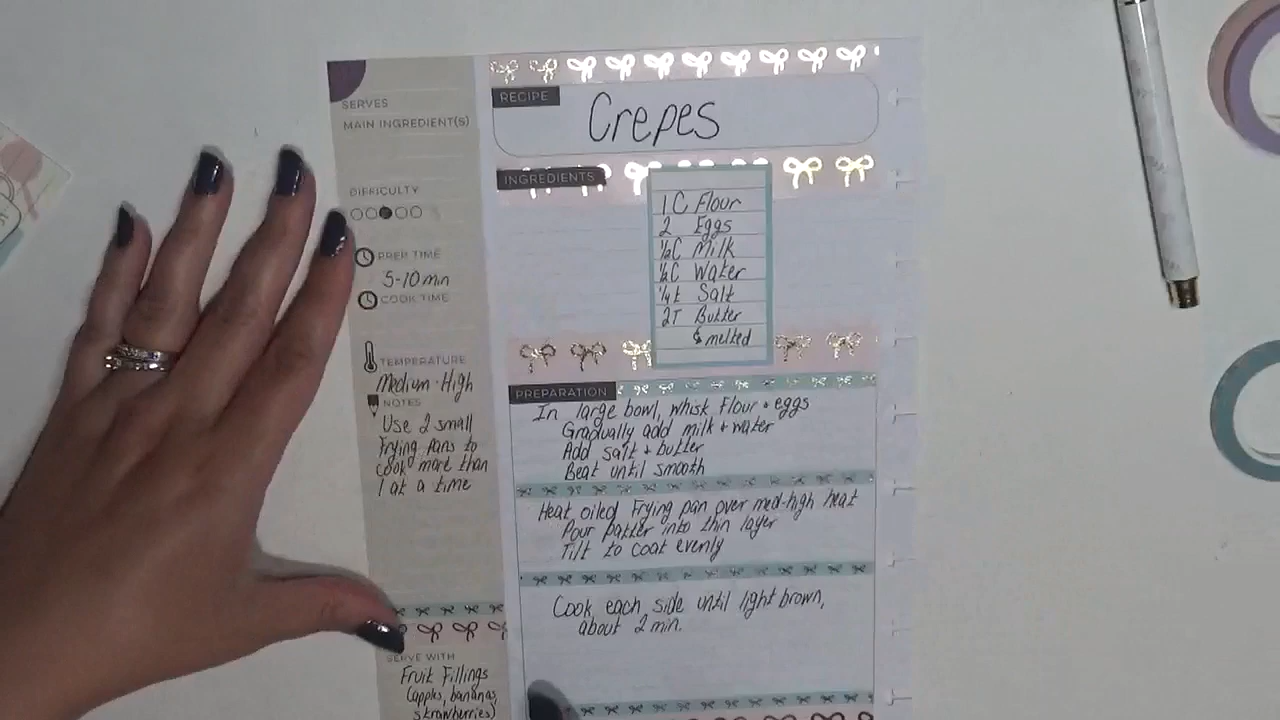 SERVES
MAIN INGREDIENT(S)
DIFFICULTY
PREP TIME
5-10 min
COOK TIME
TEMPERATURE
Medium-High
NOTES
Use 2 small
Frying pans to
cook more than
1 at a time
SERVE WITH
Fruit Fillings
(apples, bananas,
strawberries)
RECIPE
Crepes
INGREDIENTS
1 C Flour
2 Eggs
½C Milk
½C Water
¼t Salt
2T Butter
melted
PREPARATION
In large bowl, whisk Flour + eggs
Gradually add milk + water
Add salt + butter
Beat until smooth
Heat oiled Frying pan over med-high heat
Pour batter into thin layer
Tilt to coat evenly
Cook each side until light brown,
about 2 min.